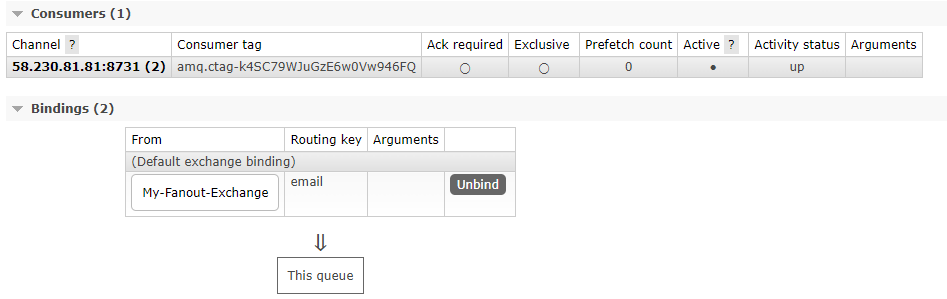 Consumers (1)
Channel ? Consumer tag Ack required Exclusive Prefetch count Active ? Activity status Arguments
58.230.81.81:8731 (2) amq.ctag-k4SC79WJuGzE6w0Vw946FQ ○ ○ 0 ● up
Bindings (2)
From Routing key Arguments
(Default exchange binding)
My-Fanout-Exchange email Unbind
⇓
This queue